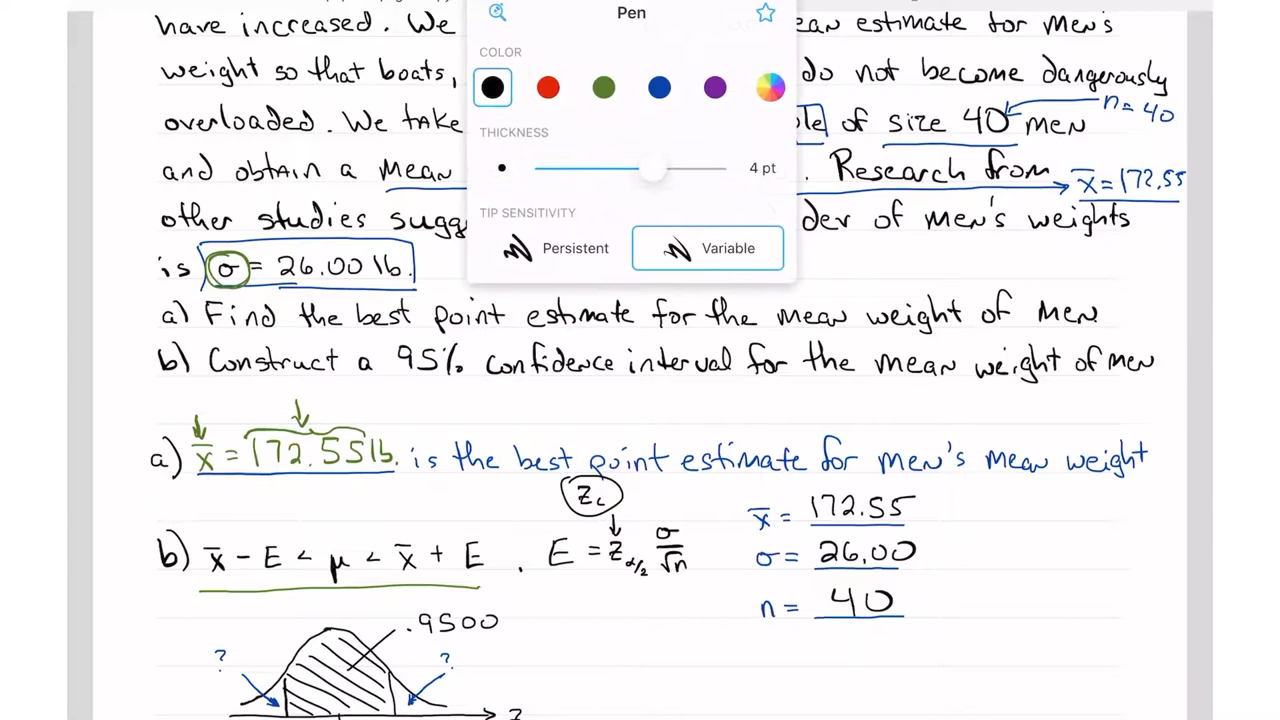 have increased. We
ean estimate for men's
weight so that boats,
do not become dangerously
overloaded. We take
of size 40 men
n = 40
and obtain a mean
. Research from
x̄ = 172.55
other studies sugge
der of men's weights
is σ = 26.00 lb.
Pen
COLOR
THICKNESS
4 pt
TIP SENSITIVITY
Persistent
Variable
a) Find the best point estimate for the mean weight of men
b) Construct a 95% confidence interval for the mean weight of men
a) x̄ = 172.55 lb. is the best point estimate for men's mean weight
Zc
b) x̄ - E < μ < x̄ + E . E = Z α/2 σ/√n
x̄ = 172.55
σ = 26.00
n = 40
.9500
?
?